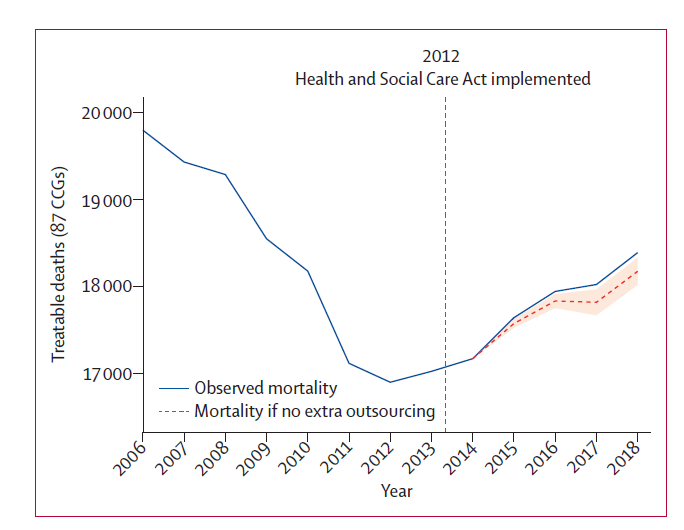 2012
Health and Social Care Act implemented
20 000
19 000
18 000
17 000
Treatable deaths (87 CCGs)
Observed mortality
Mortality if no extra outsourcing
2006 2007 2008 2009 2010 2011 2012 2013 2014 2015 2016 2017 2018
Year